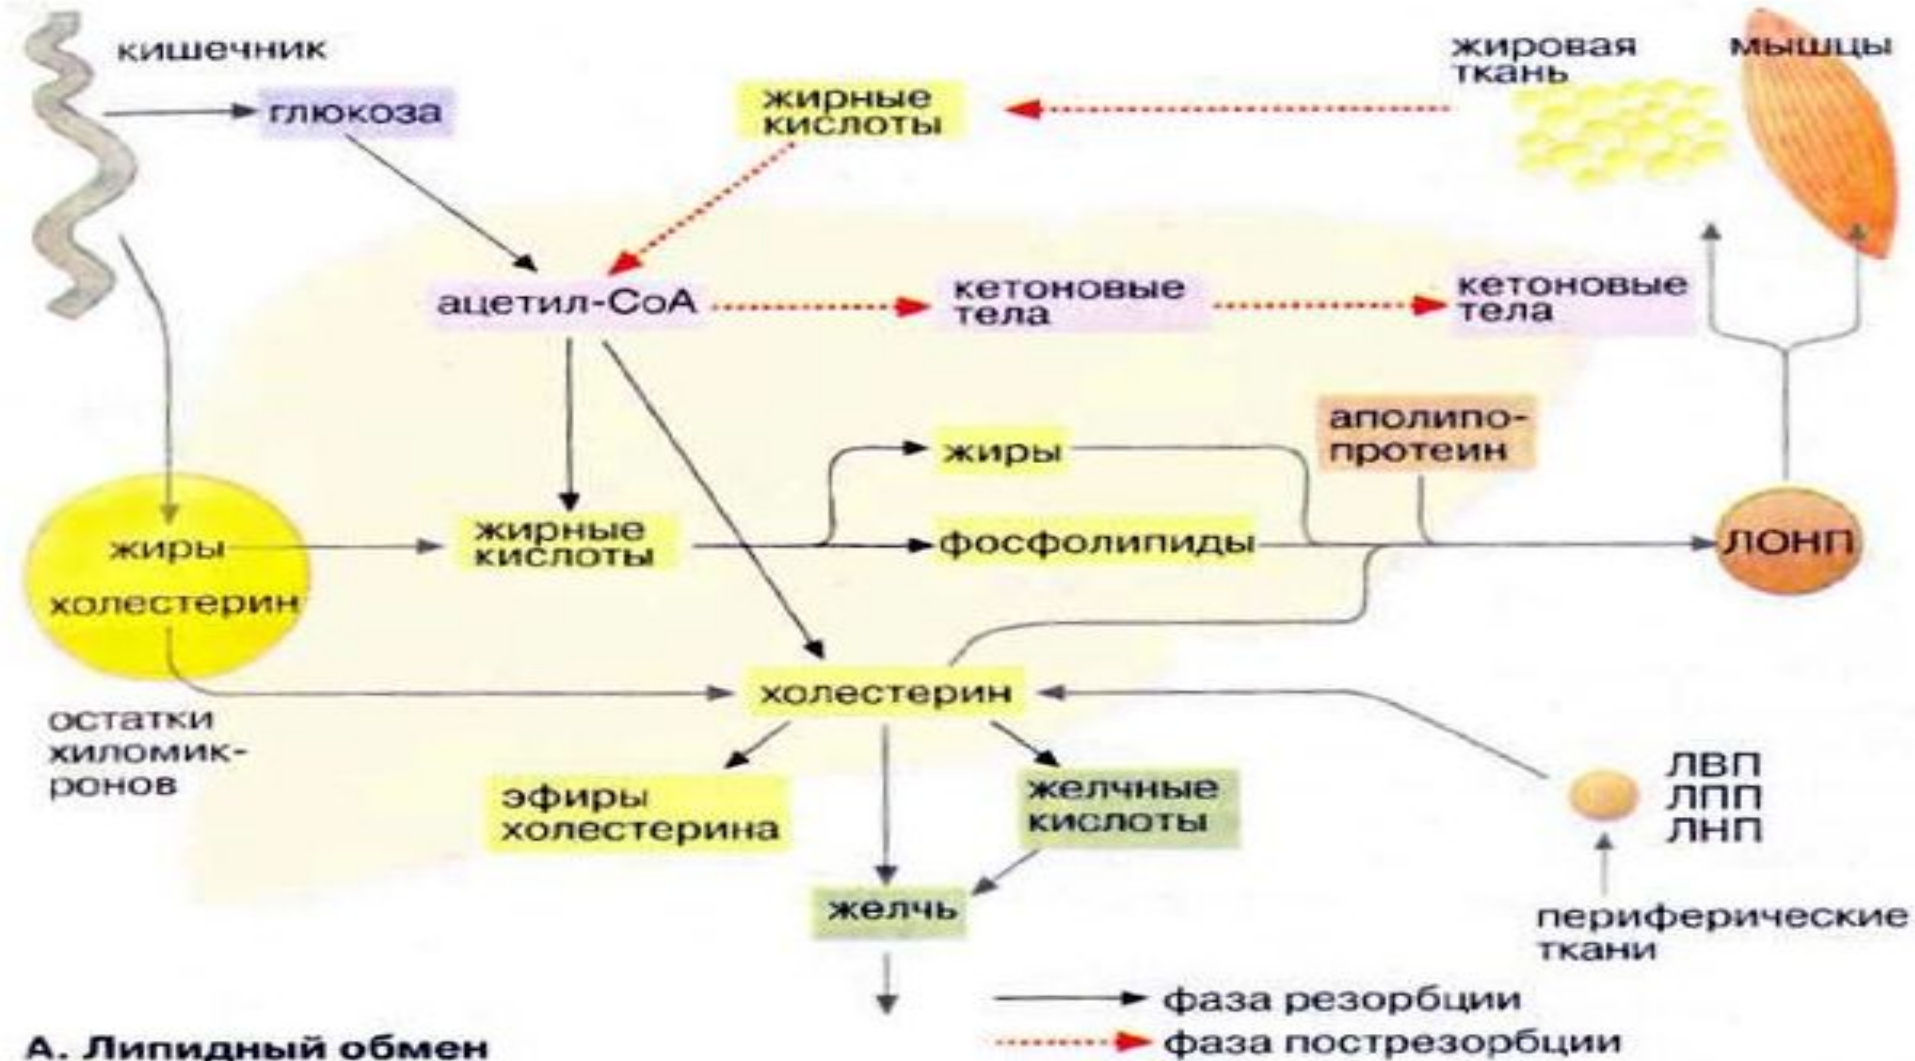 кишечник
глюкоза
жирные
кислоты
жировая
ткань
мышцы
ацетил-CoA
кетоновые
тела
кетоновые
тела
жиры
аполипо-
протеин
жиры
холестерин
жирные
кислоты
фосфолипиды
ЛОНП
остатки
хиломик-
ронов
холестерин
эфиры
холестерина
желчные
кислоты
ЛВП
ЛПП
ЛНП
желчь
периферические
ткани
фаза резорбции
фаза пострезорбции
А. Липидный обмен